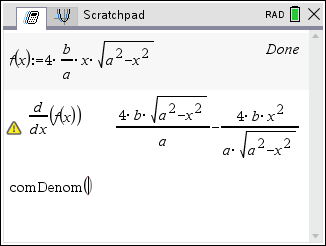 Scratchpad RAD
f(x):=4·b/a·x·√(a²−x²) Done
d/dx(f(x)) 4·b·√(a²−x²)/a − 4·b·x²/(a·√(a²−x²))
comDenom()